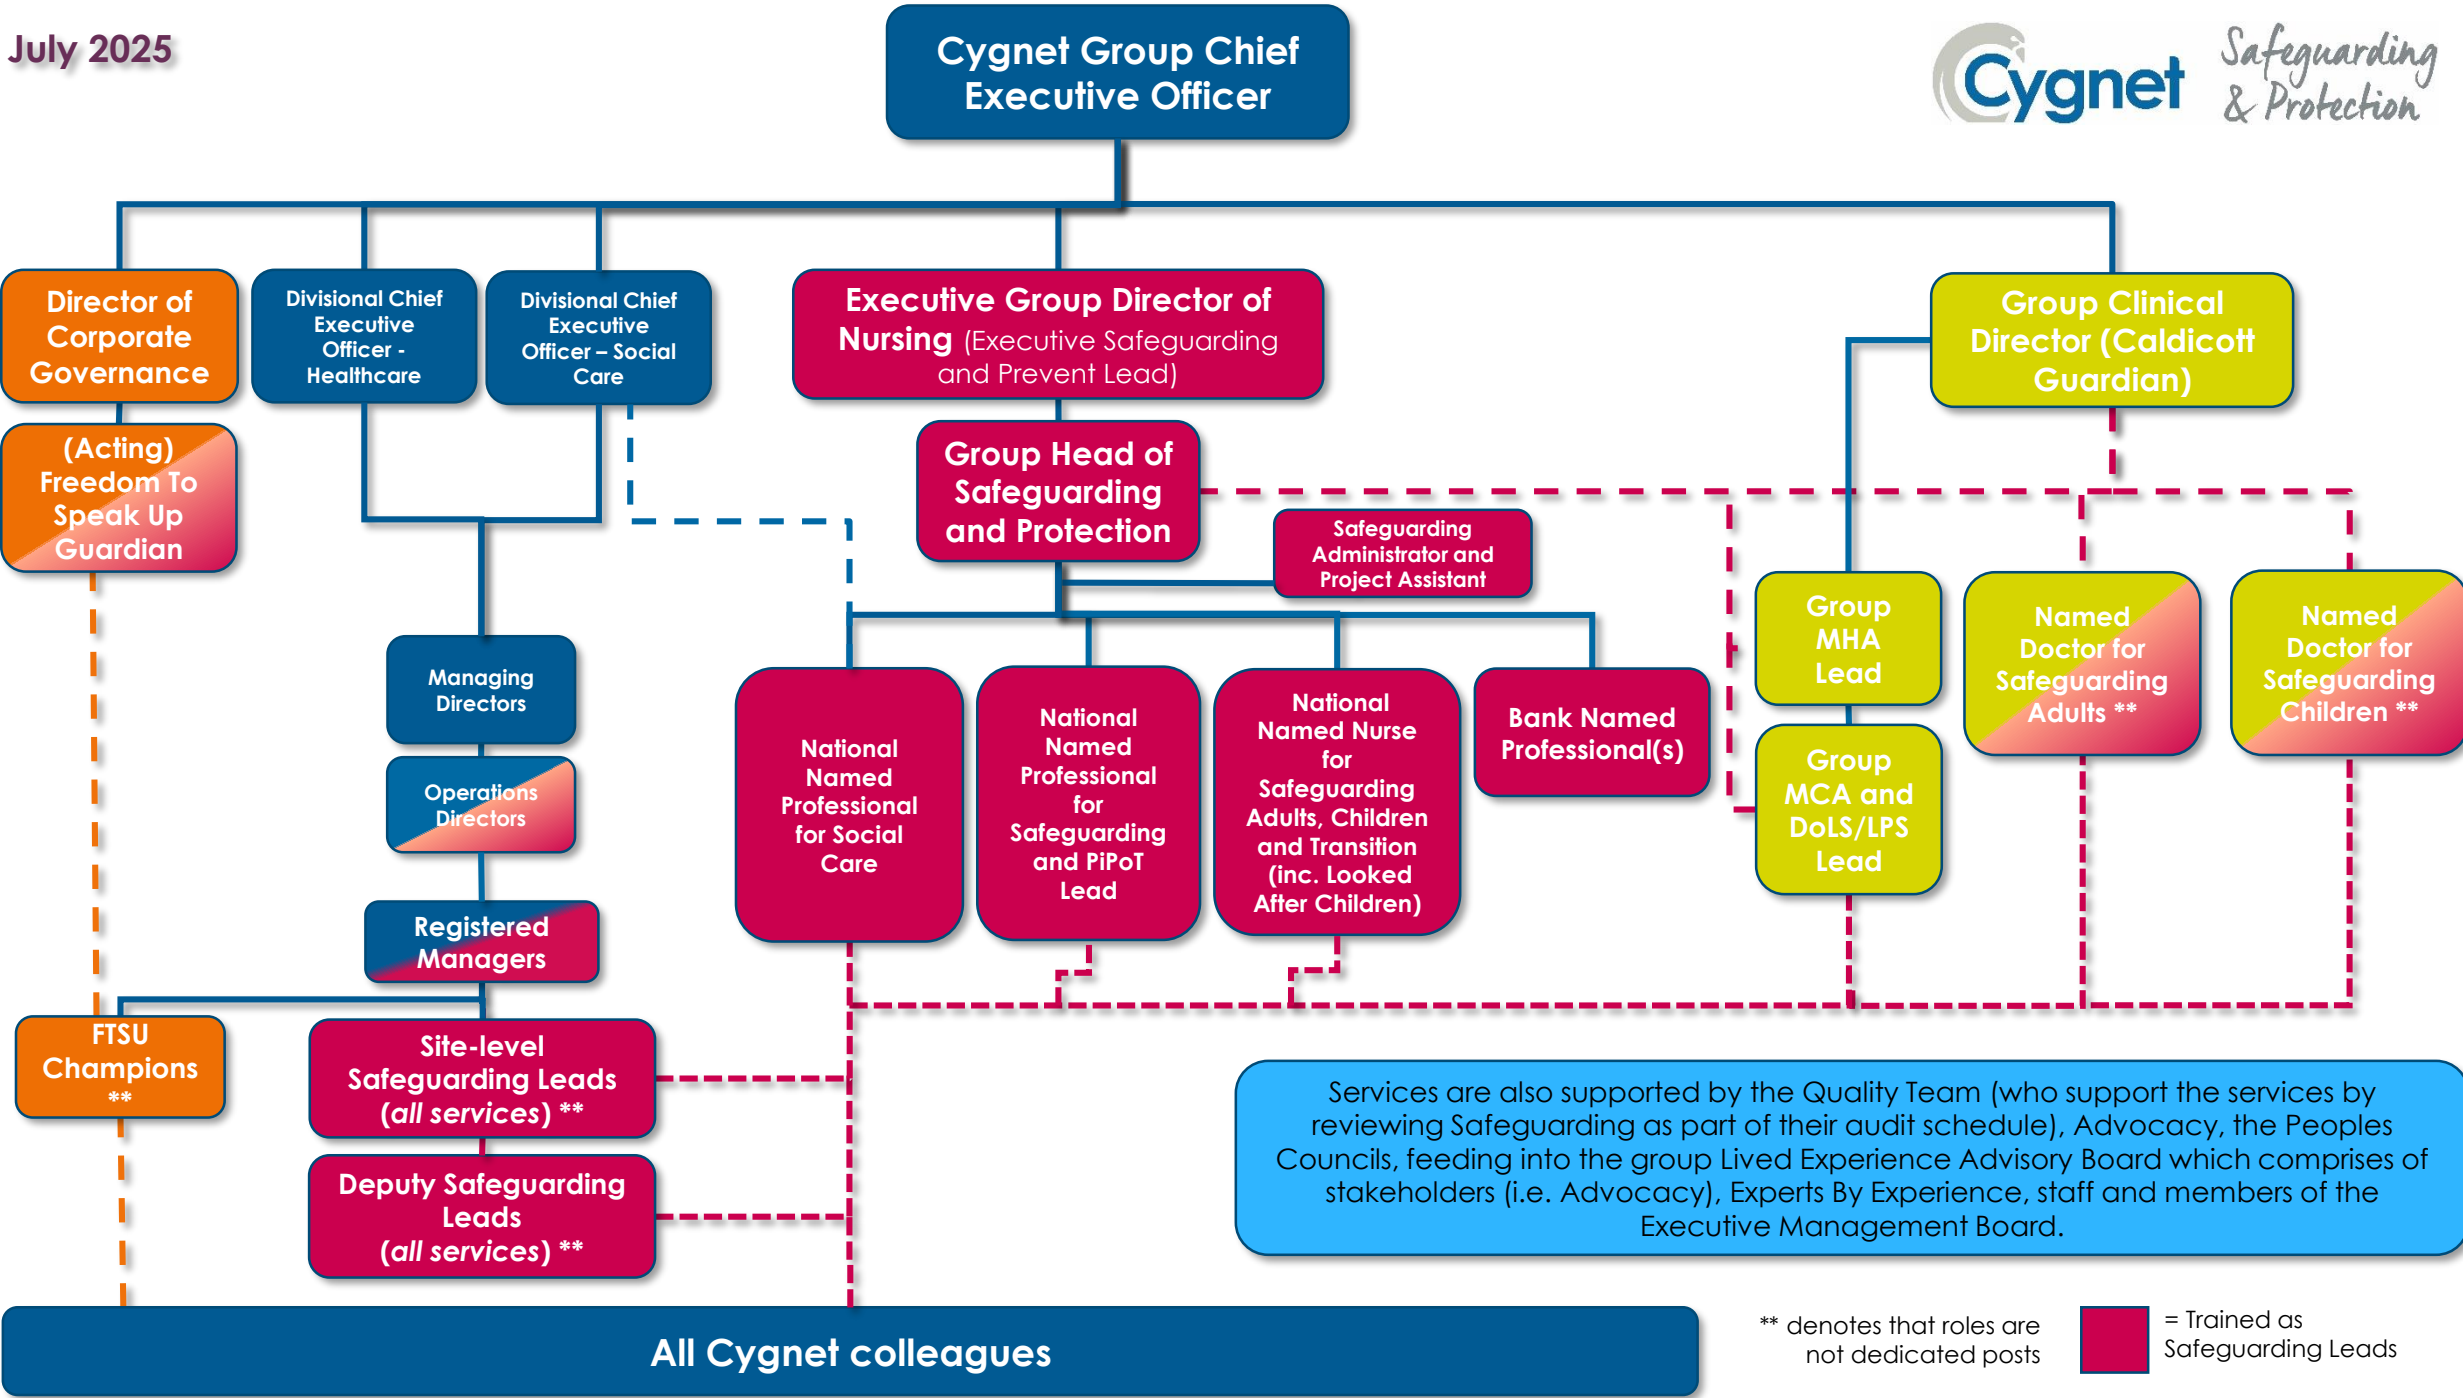 July 2025
Cygnet Group Chief
Executive Officer
Cygnet
Safeguarding
& Protection
Director of
Corporate
Governance
Divisional Chief
Executive
Officer -
Healthcare
Divisional Chief
Executive
Officer – Social
Care
Executive Group Director of
Nursing (Executive Safeguarding
and Prevent Lead)
Group Clinical
Director (Caldicott
Guardian)
(Acting)
Freedom To
Speak Up
Guardian
Group Head of
Safeguarding
and Protection
Safeguarding
Administrator and
Project Assistant
Managing
Directors
Operations
Directors
Registered
Managers
National
Named
Professional
for Social
Care
National
Named
Professional
for
Safeguarding
and PiPoT
Lead
National
Named Nurse
for
Safeguarding
Adults, Children
and Transition
(inc. Looked
After Children)
Bank Named
Professional(s)
Group
MHA
Lead
Group
MCA and
DoLS/LPS
Lead
Named
Doctor for
Safeguarding
Adults **
Named
Doctor for
Safeguarding
Children **
FTSU
Champions
**
Site-level
Safeguarding Leads
(all services) **
Deputy Safeguarding
Leads
(all services) **
Services are also supported by the Quality Team (who support the services by
reviewing Safeguarding as part of their audit schedule), Advocacy, the Peoples
Councils, feeding into the group Lived Experience Advisory Board which comprises of
stakeholders (i.e. Advocacy), Experts By Experience, staff and members of the
Executive Management Board.
All Cygnet colleagues
** denotes that roles are
not dedicated posts
= Trained as
Safeguarding Leads